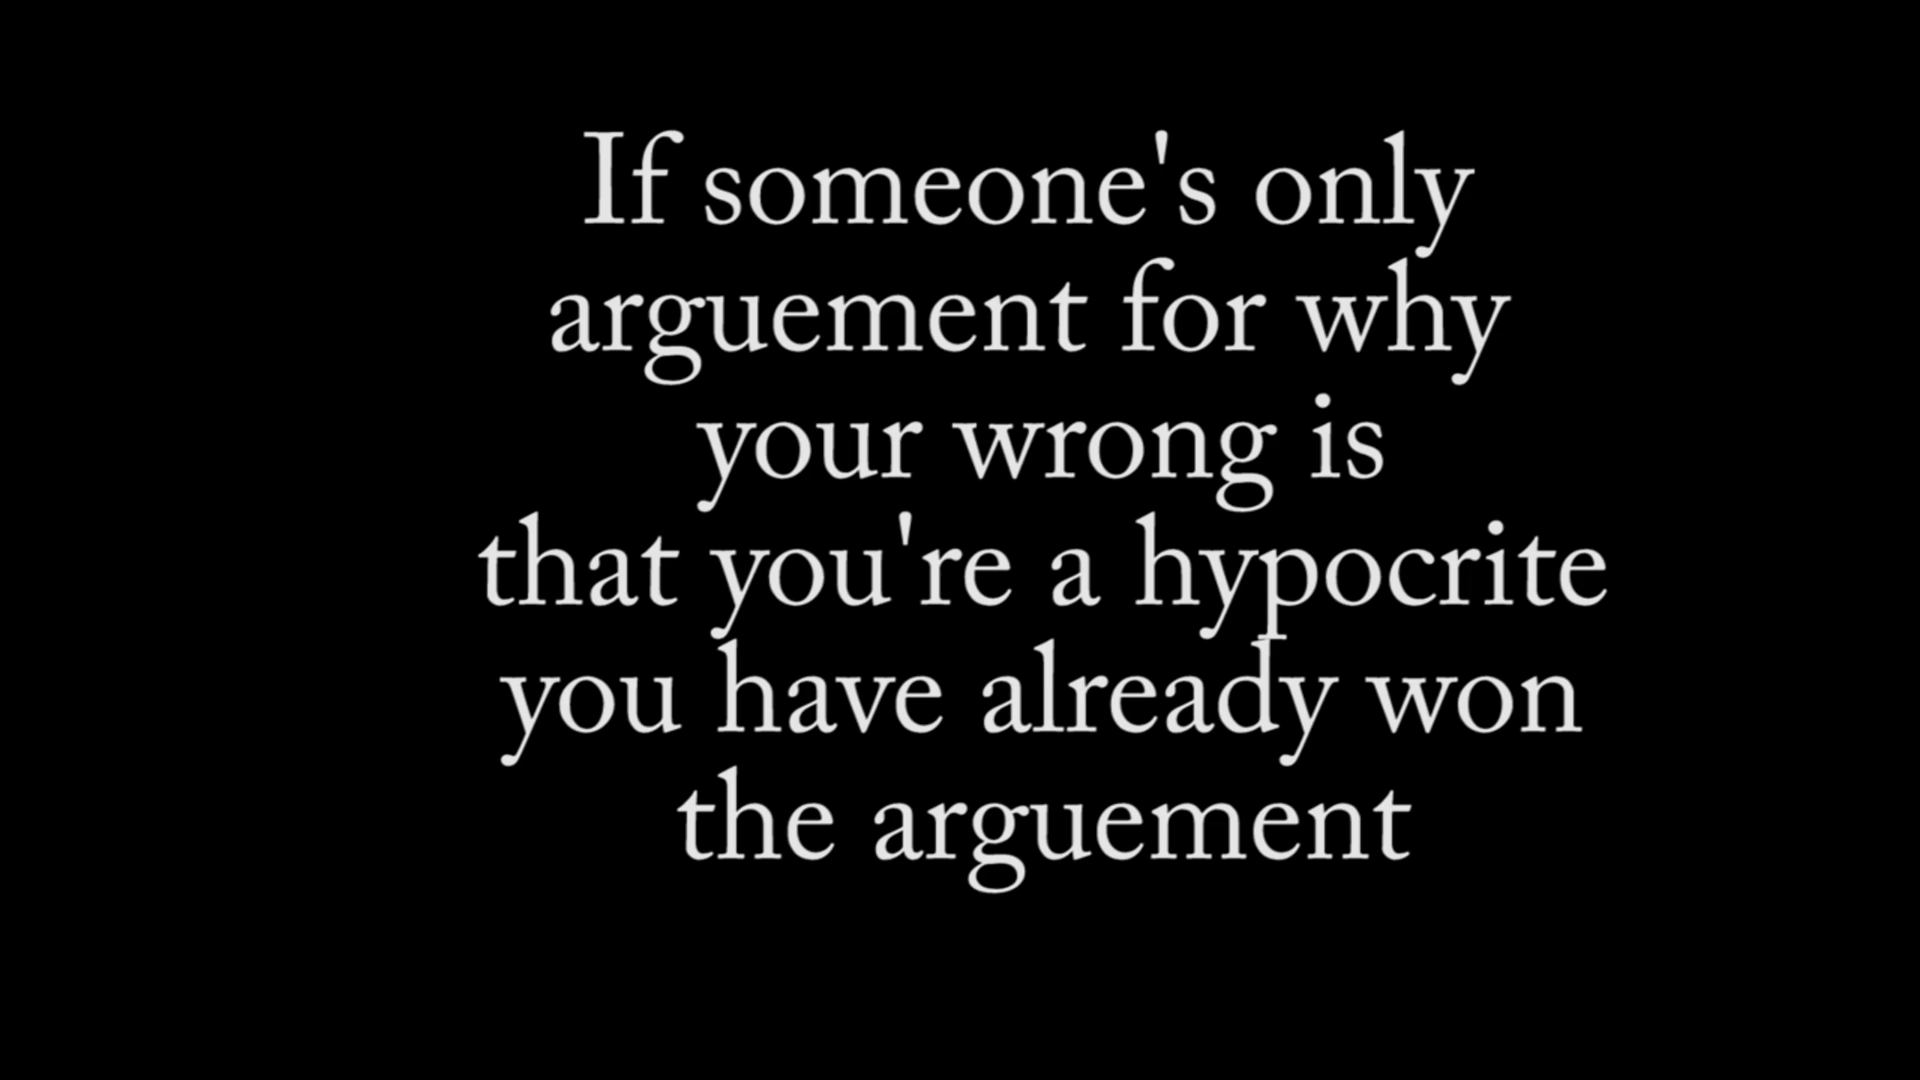 If someone's only
arguement for why
your wrong is
that you're a hypocrite
you have already won
the arguement